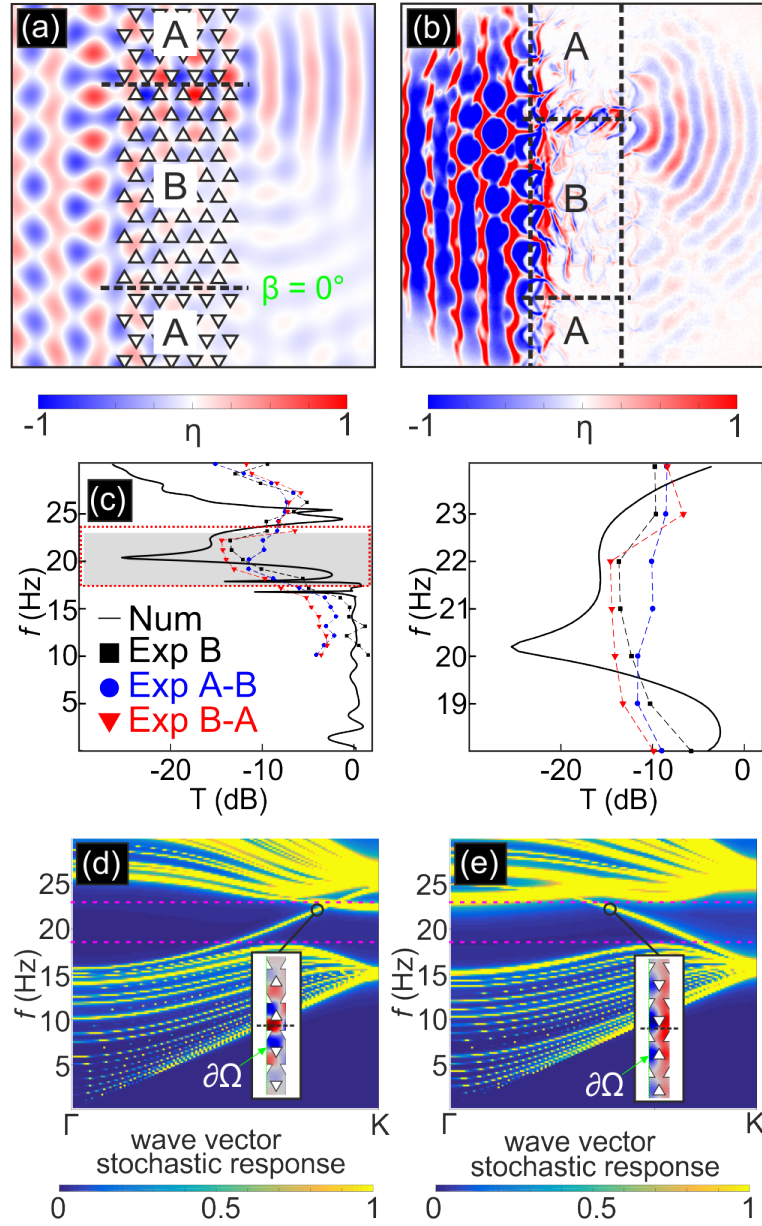 (a)
A
B
β = 0°
A
(b)
A
B
A
-1 η 1
-1 η 1
(c)
25
20
15
10
5
f (Hz)
Num
Exp B
Exp A-B
Exp B-A
-20 -10 0
T (dB)
23
22
21
20
19
f (Hz)
-20 -10 0
T (dB)
(d)
25
20
15
10
5
f (Hz)
∂Ω
Γ K
wave vector
stochastic response
0 0.5 1
(e)
25
20
15
10
5
f (Hz)
∂Ω
Γ K
wave vector
stochastic response
0 0.5 1